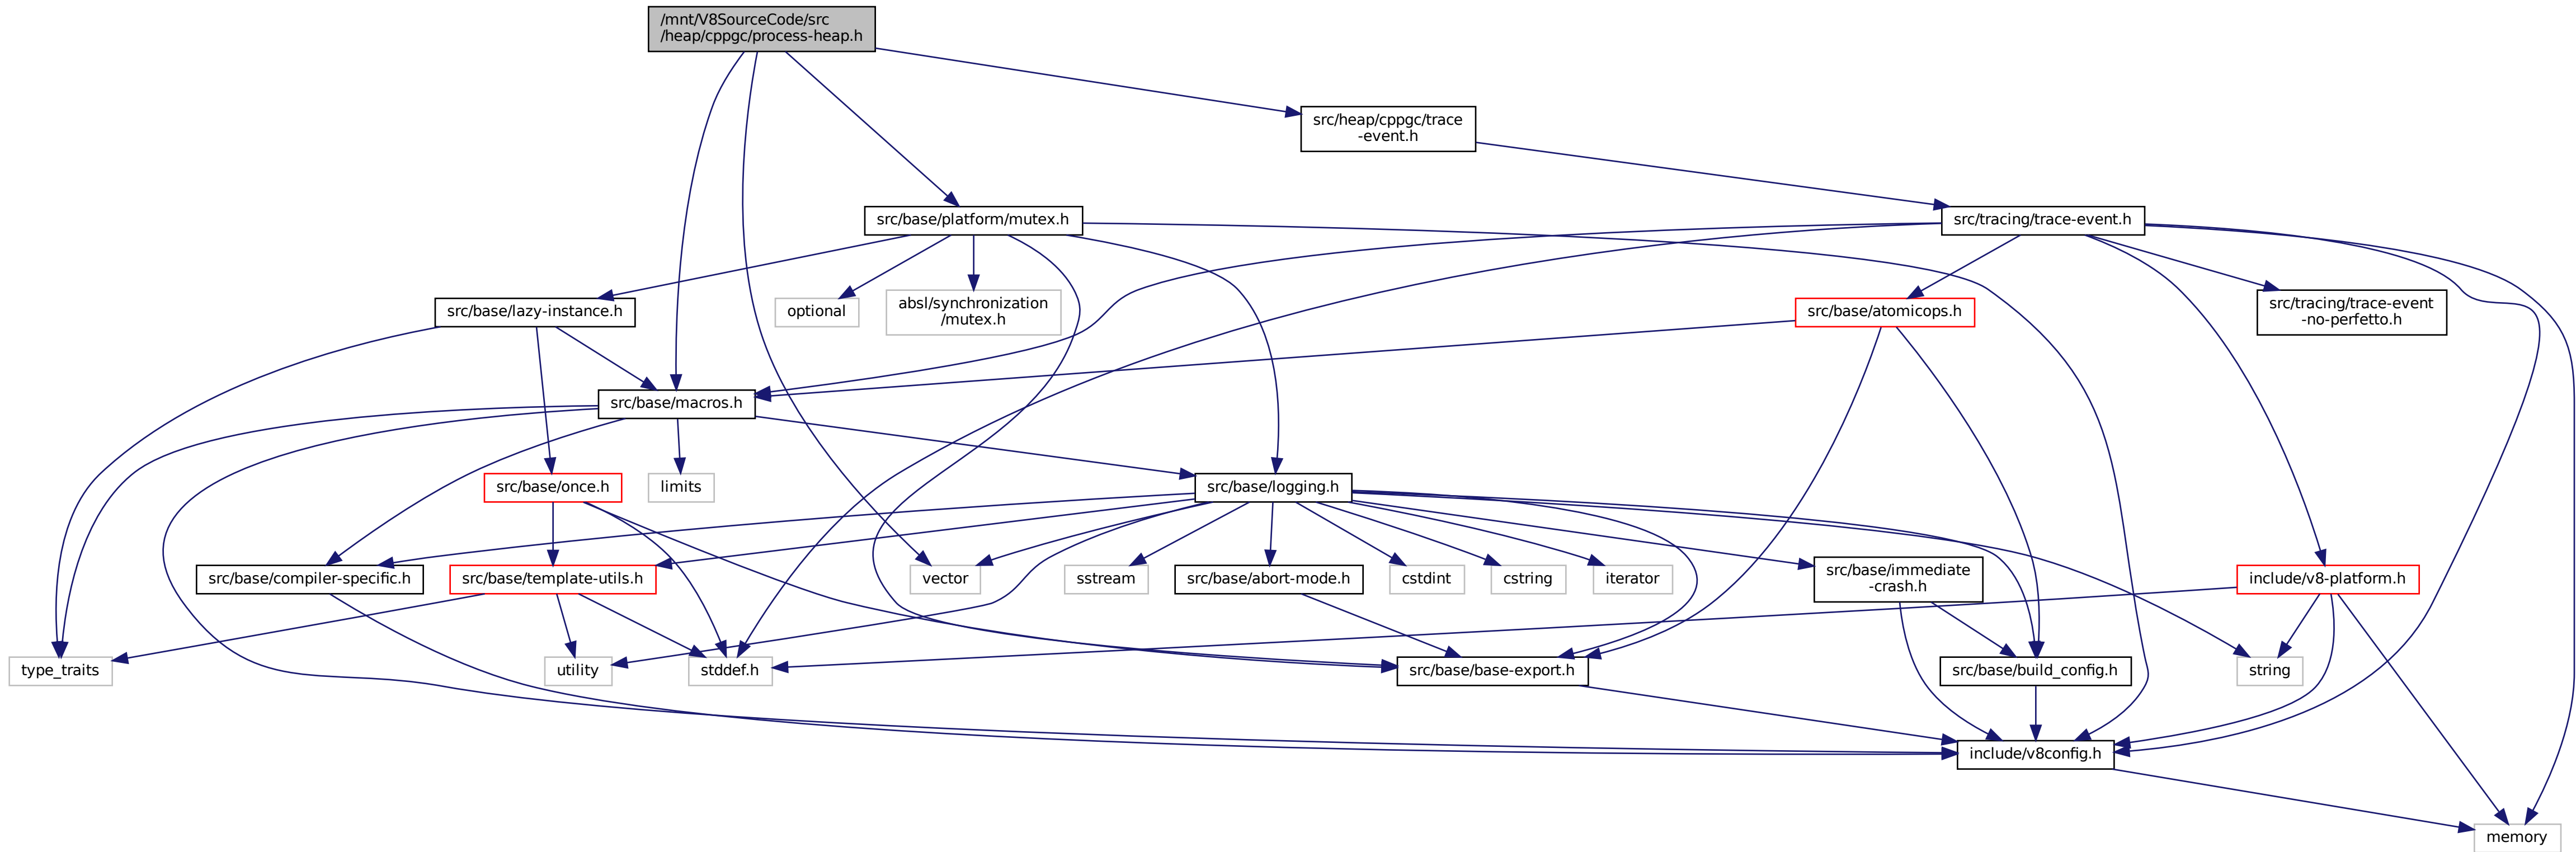 /mnt/V8SourceCode/src
/heap/cppgc/process-heap.h
src/heap/cppgc/trace
-event.h
src/base/platform/mutex.h
src/tracing/trace-event.h
src/base/lazy-instance.h
optional
absl/synchronization
/mutex.h
src/base/atomicops.h
src/tracing/trace-event
-no-perfetto.h
src/base/macros.h
src/base/once.h
limits
src/base/logging.h
src/base/compiler-specific.h
src/base/template-utils.h
vector
sstream
src/base/abort-mode.h
cstdint
cstring
iterator
src/base/immediate
-crash.h
include/v8-platform.h
type_traits
utility
stddef.h
src/base/base-export.h
src/base/build_config.h
string
include/v8config.h
memory